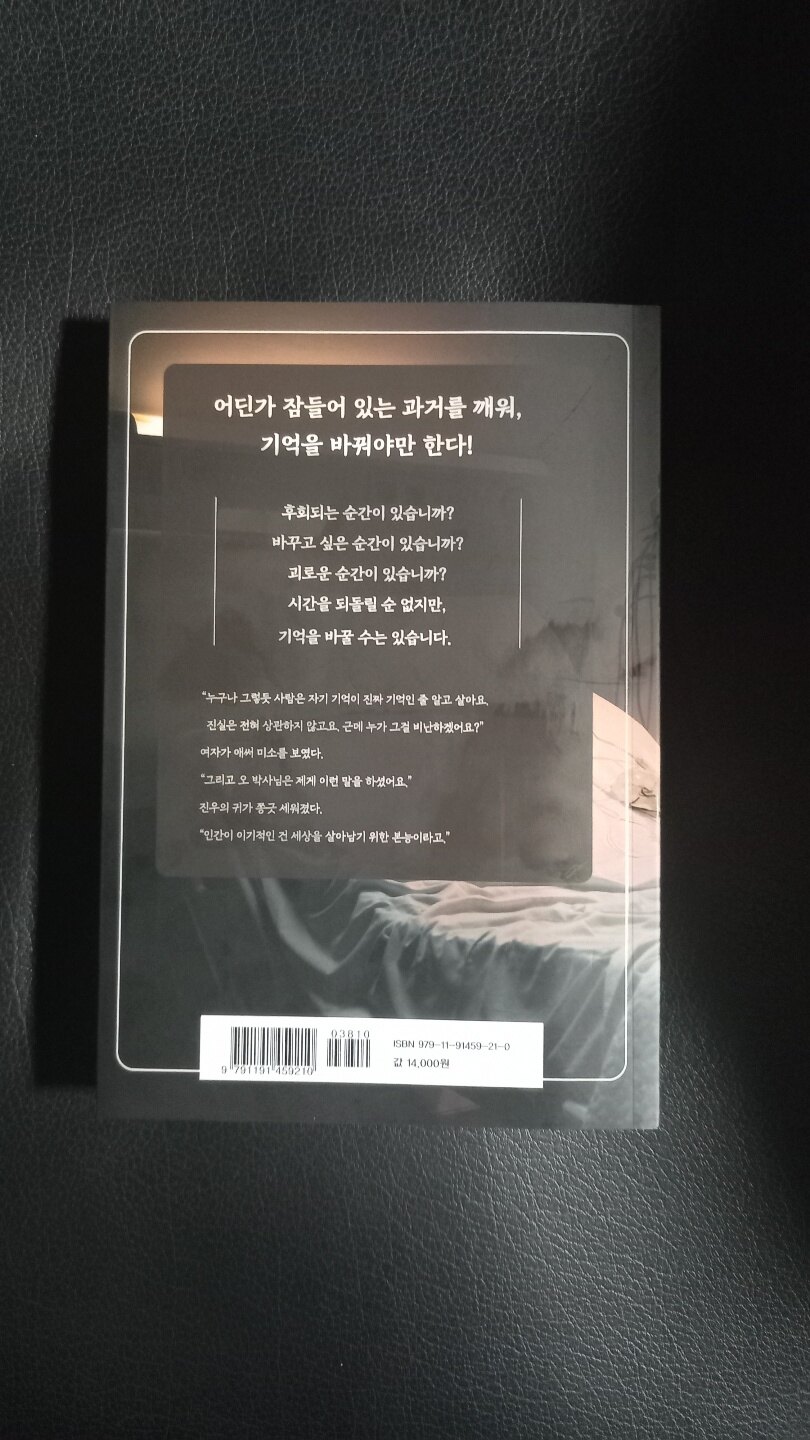 어딘가 잠들어 있는 과거를 깨워,
기억을 바꿔야만 한다!
후회되는 순간이 있습니까?
바꾸고 싶은 순간이 있습니까?
괴로운 순간이 있습니까?
시간을 되돌릴 순 없지만,
기억을 바꿀 수는 있습니다.
“누구나 그렇듯 사람은 자기 기억이 진짜 기억인 줄 알고 살아요.
진실은 전혀 상관하지 않고요. 근데 누가 그걸 비난하겠어요?”
여자가 애써 미소를 보였다.
“그리고 오 박사님은 제게 이런 말을 하셨어요.”
진우의 귀가 쫑긋 세워졌다.
“인간이 이기적인 건 세상을 살아남기 위한 본능이라고.”
03810
ISBN 979-11-91459-21-0
값 14,000원
9 791191 459210